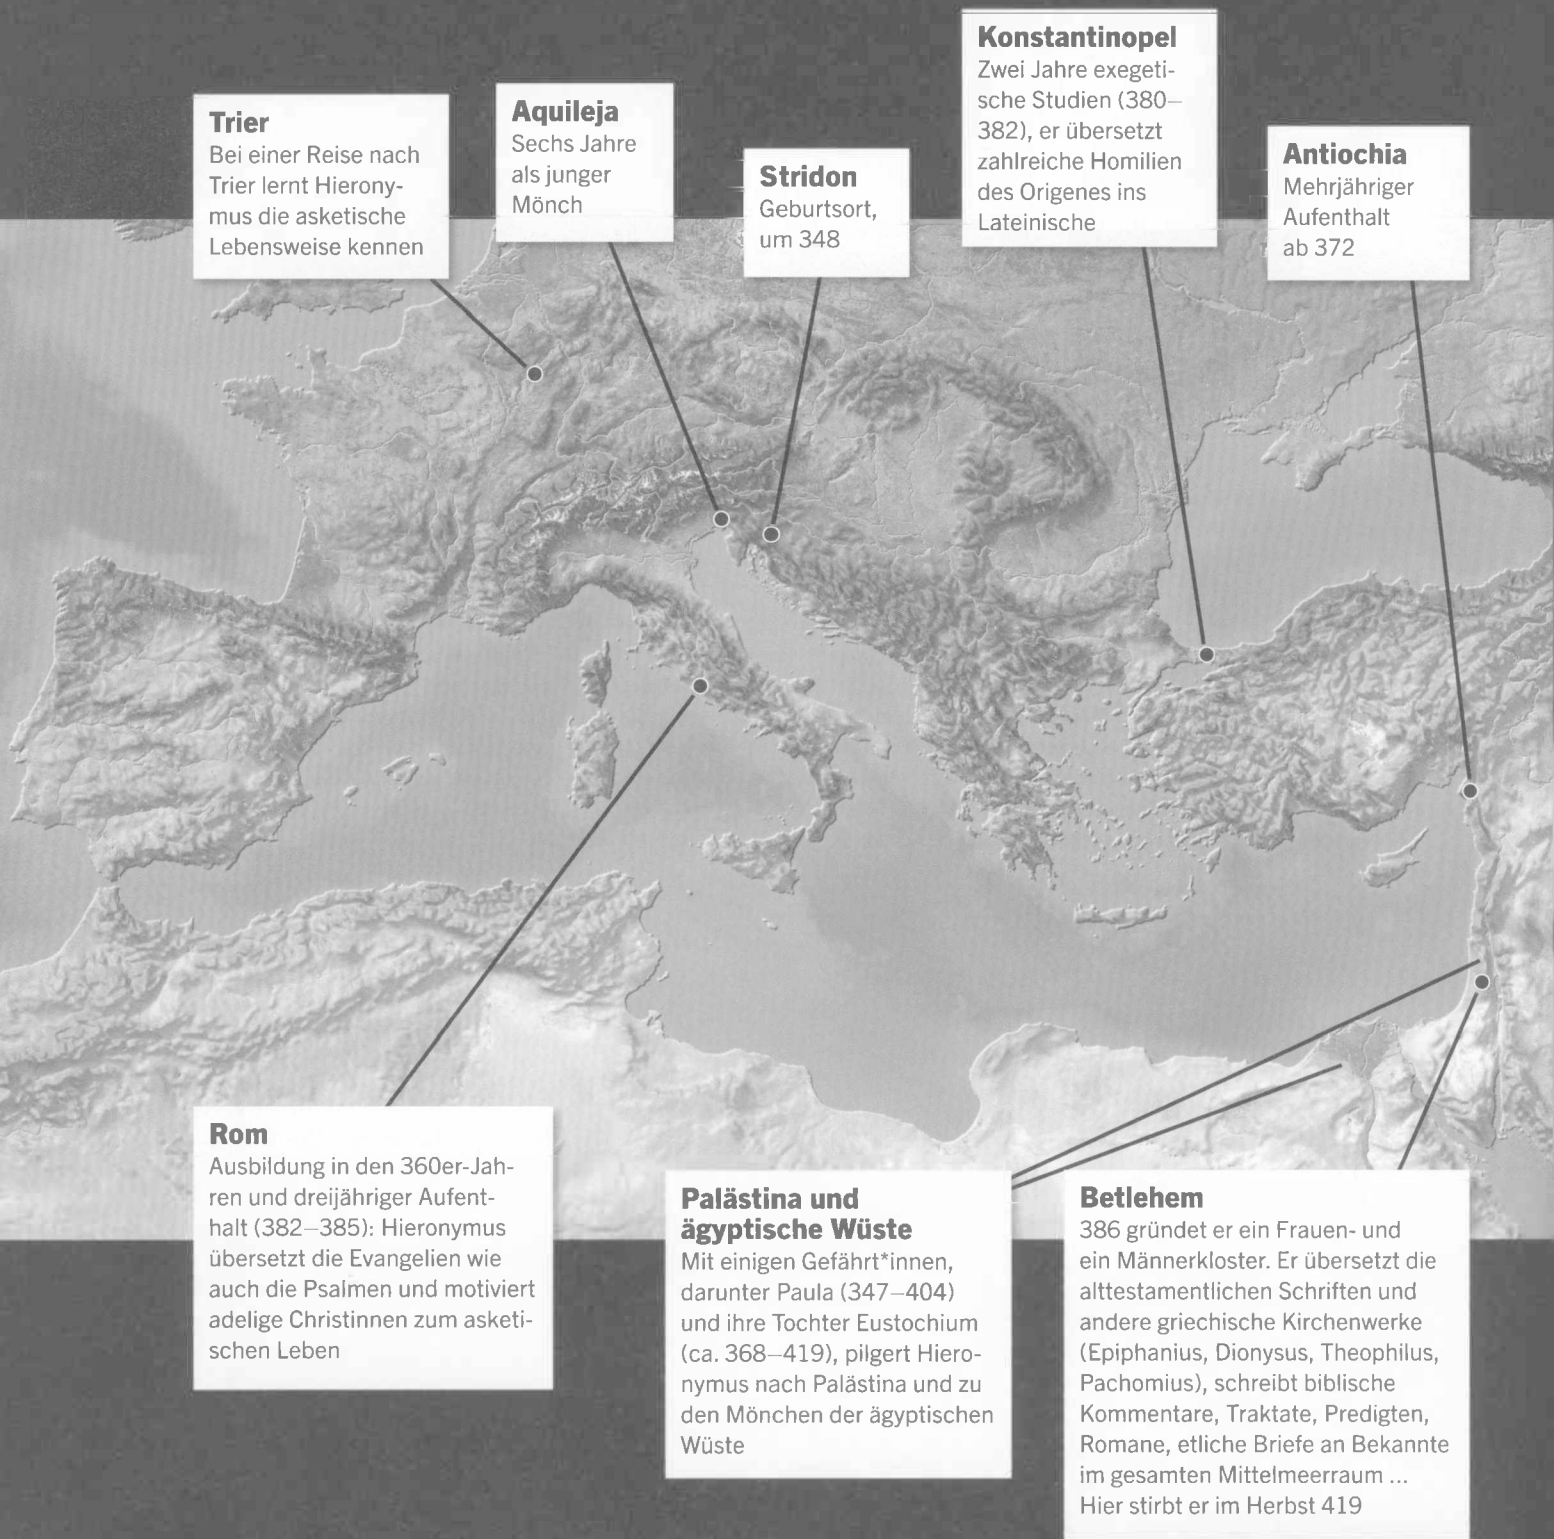 Trier
Bei einer Reise nach
Trier lernt Hierony-
mus die asketische
Lebensweise kennen
Aquileja
Sechs Jahre
als junger
Mönch
Stridon
Geburtsort,
um 348
Konstantinopel
Zwei Jahre exegeti-
sche Studien (380–
382), er übersetzt
zahlreiche Homilien
des Origenes ins
Lateinische
Antiochia
Mehrjähriger
Aufenthalt
ab 372
Rom
Ausbildung in den 360er-Jah-
ren und dreijähriger Aufent-
halt (382–385): Hieronymus
übersetzt die Evangelien wie
auch die Psalmen und motiviert
adelige Christinnen zum asketi-
schen Leben
Palästina und
ägyptische Wüste
Mit einigen Gefährt*innen,
darunter Paula (347–404)
und ihre Tochter Eustochium
(ca. 368–419), pilgert Hiero-
nymus nach Palästina und zu
den Mönchen der ägyptischen
Wüste
Betlehem
386 gründet er ein Frauen- und
ein Männerkloster. Er übersetzt die
alttestamentlichen Schriften und
andere griechische Kirchenwerke
(Epiphanius, Dionysus, Theophilus,
Pachomius), schreibt biblische
Kommentare, Traktate, Predigten,
Romane, etliche Briefe an Bekannte
im gesamten Mittelmeerraum ...
Hier stirbt er im Herbst 419